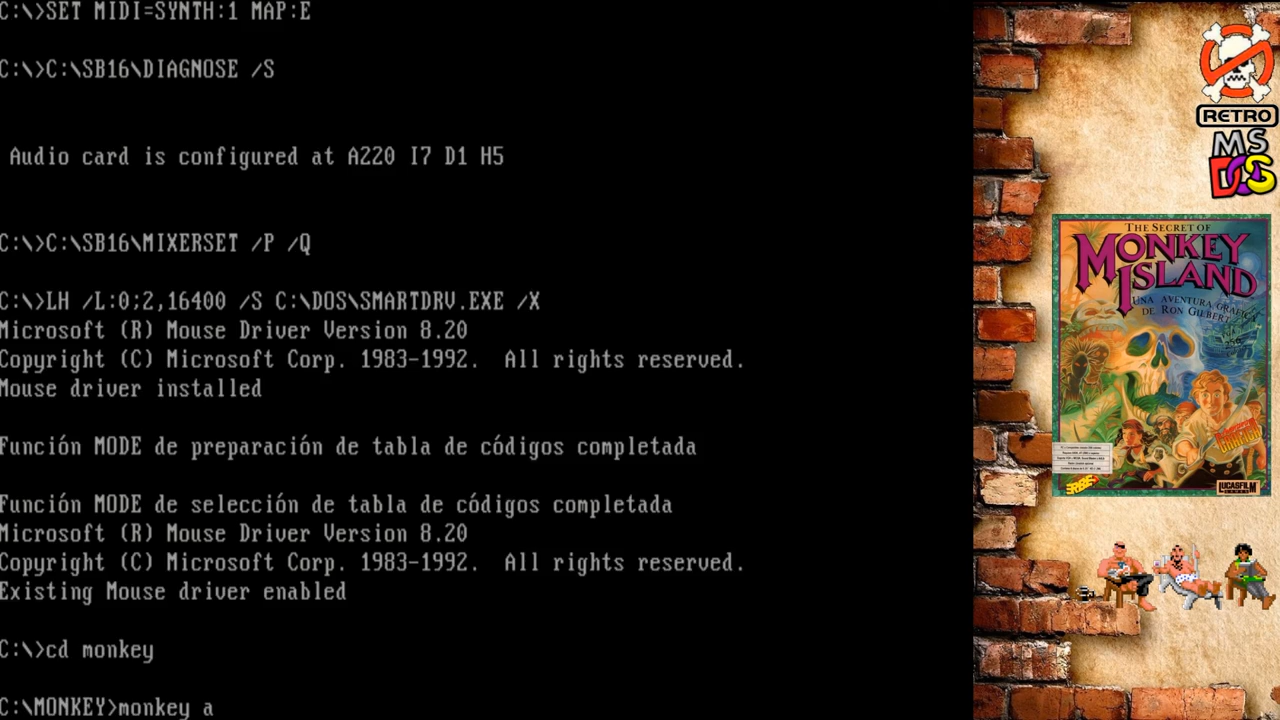 C:\>SET MIDI=SYNTH:1 MAP:E
C:\>C:\SB16\DIAGNOSE /S
Audio card is configured at A220 I7 D1 H5
C:\>C:\SB16\MIXERSET /P /Q
C:\>LH /L:0;2,16400 /S C:\DOS\SMARTDRV.EXE /X
Microsoft (R) Mouse Driver Version 8.20
Copyright (C) Microsoft Corp. 1983-1992.  All rights reserved.
Mouse driver installed
Función MODE de preparación de tabla de códigos completada
Función MODE de selección de tabla de códigos completada
Microsoft (R) Mouse Driver Version 8.20
Copyright (C) Microsoft Corp. 1983-1992.  All rights reserved.
Existing Mouse driver enabled
C:\>cd monkey
C:\MONKEY>monkey a
RETRO
MS
DOS
THE SECRET OF
MONKEY
ISLAND
UNA AVENTURA GRAFICA
DE RON GILBERT
ERBE
LUCASFILM
GAMES